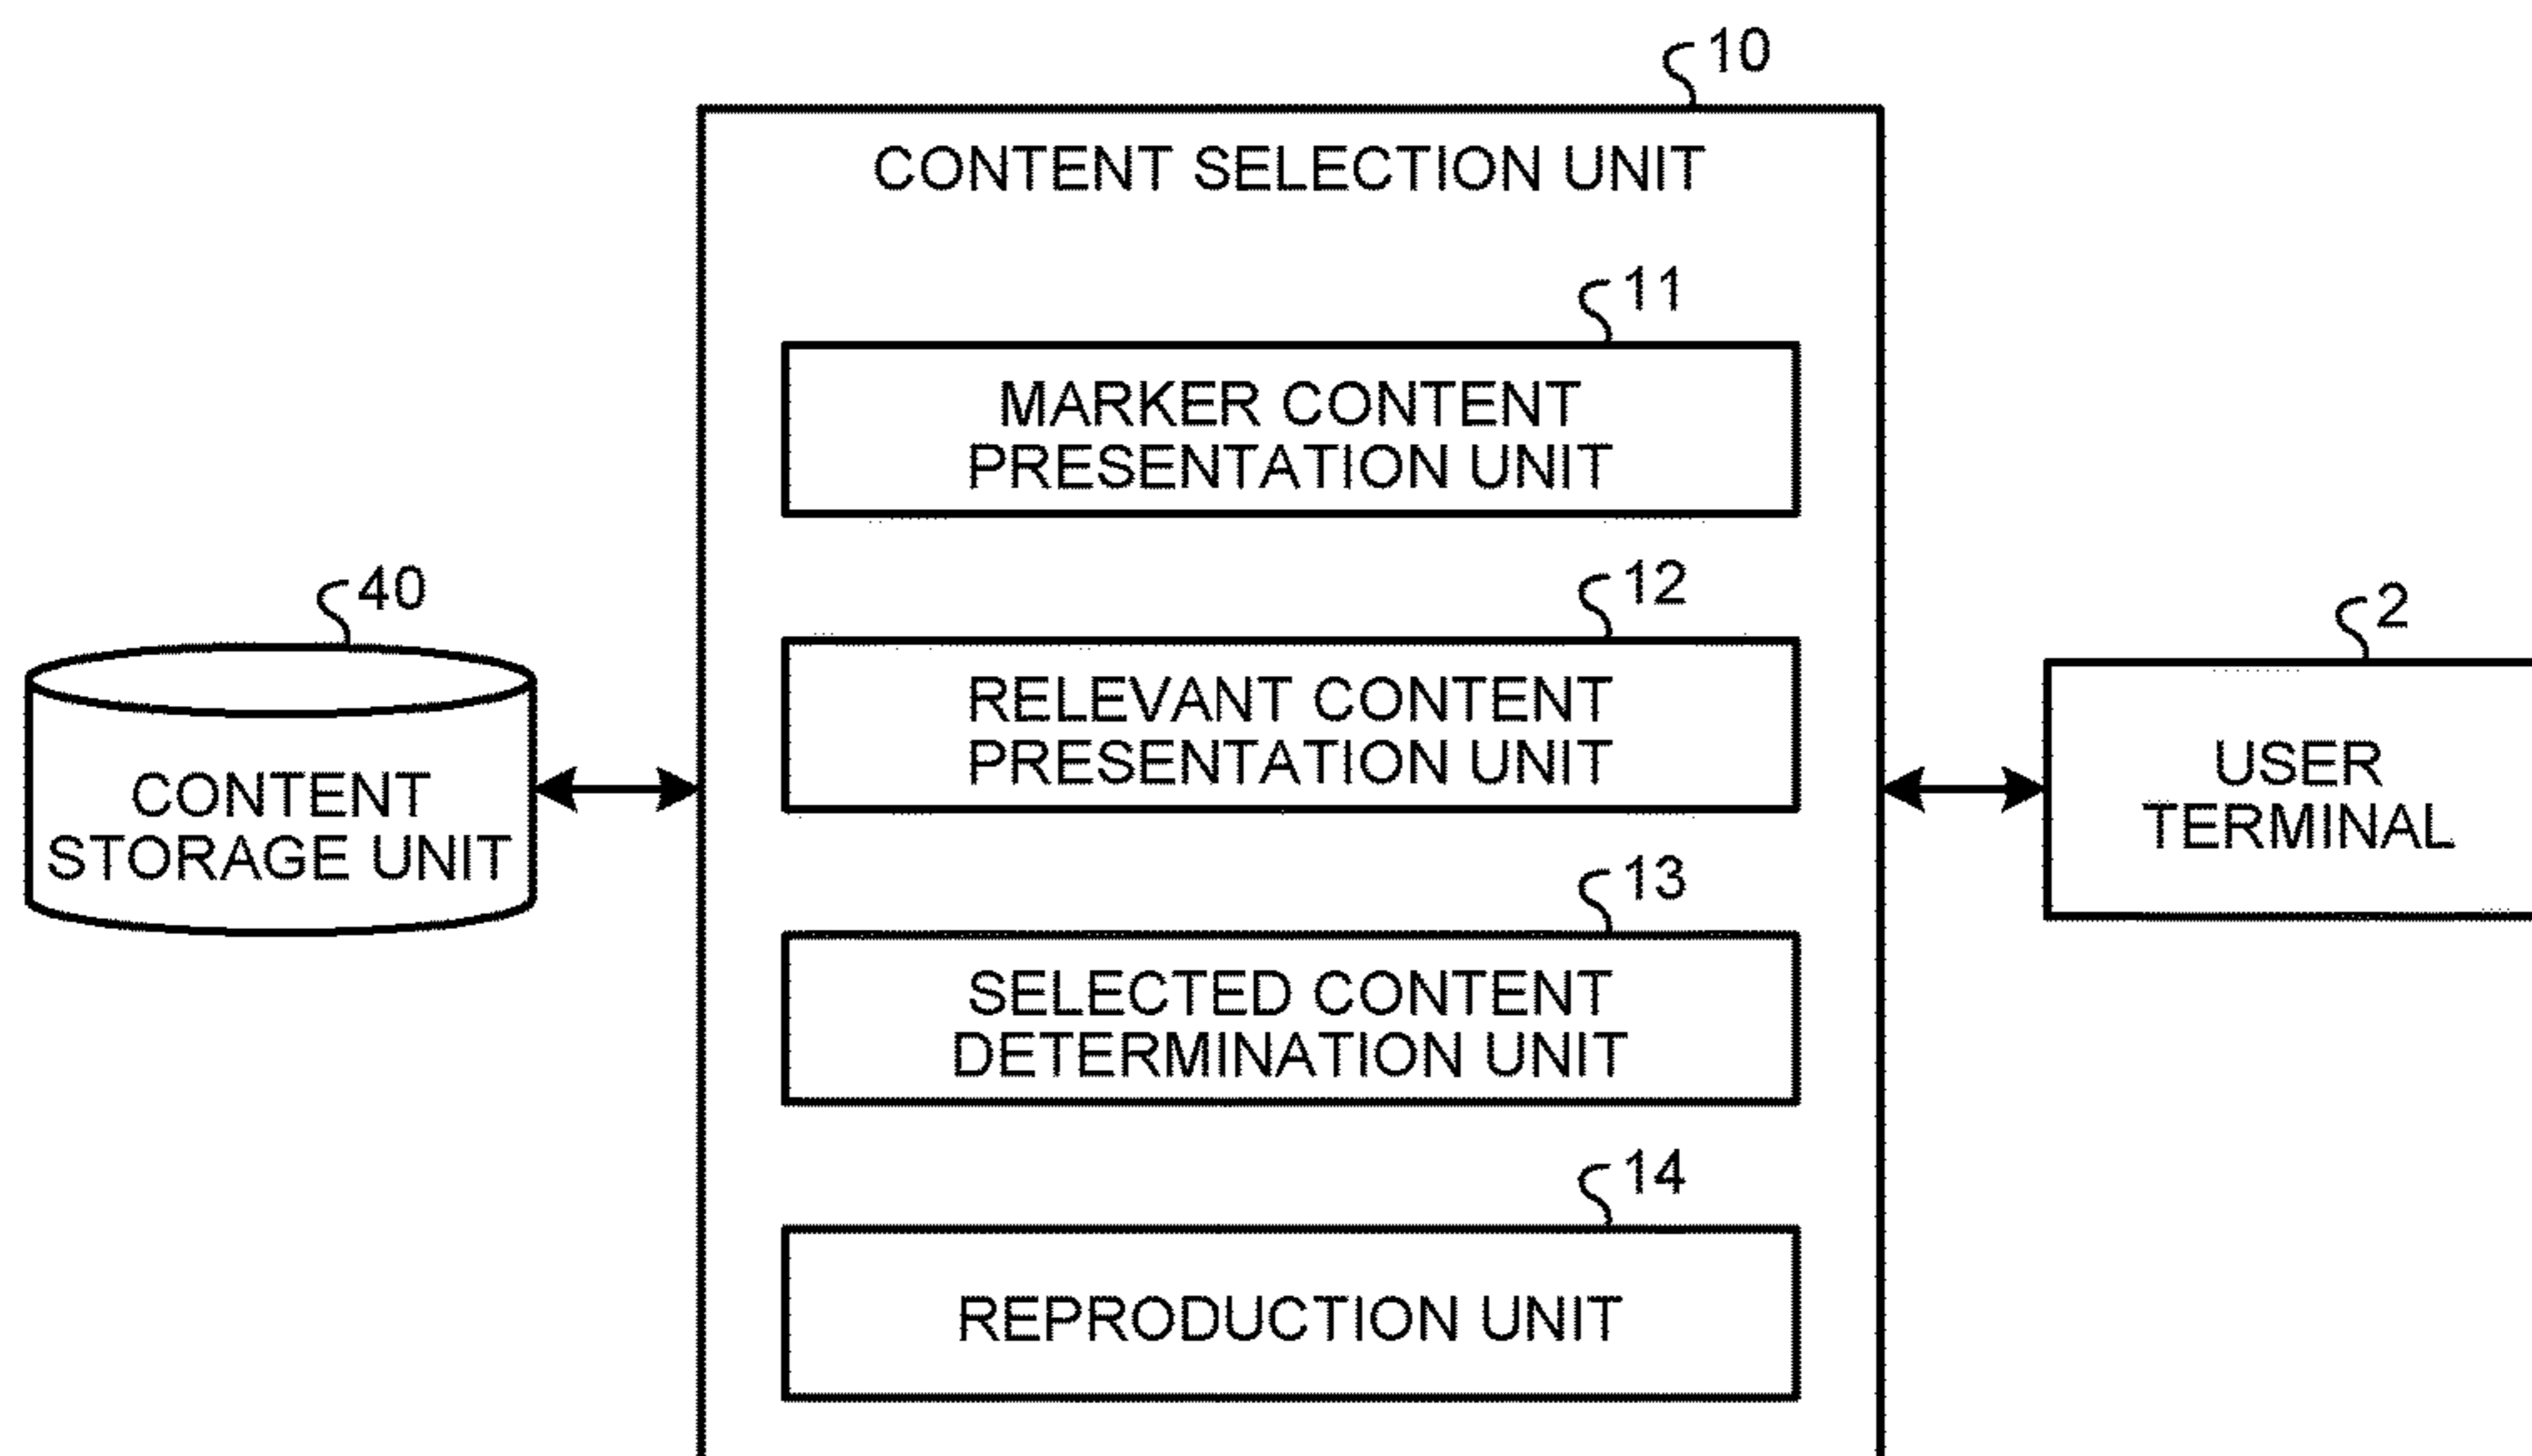 10
CONTENT SELECTION UNIT
11
MARKER CONTENT
PRESENTATION UNIT
12
RELEVANT CONTENT
PRESENTATION UNIT
40
CONTENT
STORAGE UNIT
2
USER
TERMINAL
13
SELECTED CONTENT
DETERMINATION UNIT
14
REPRODUCTION UNIT